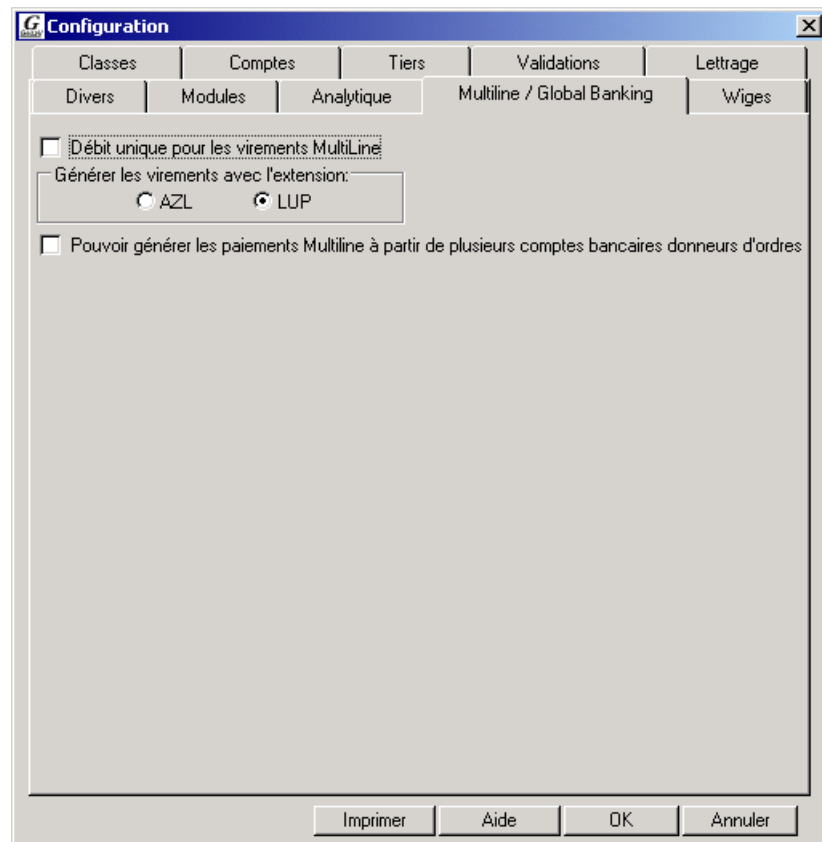 Configuration
Classes Comptes Tiers Validations Lettrage
Divers Modules Analytique Multiline / Global Banking Wiges
Débit unique pour les virements MultiLine
Générer les virements avec l'extension:
AZL LUP
Pouvoir générer les paiements Multiline à partir de plusieurs comptes bancaires donneurs d'ordres
Imprimer Aide OK Annuler